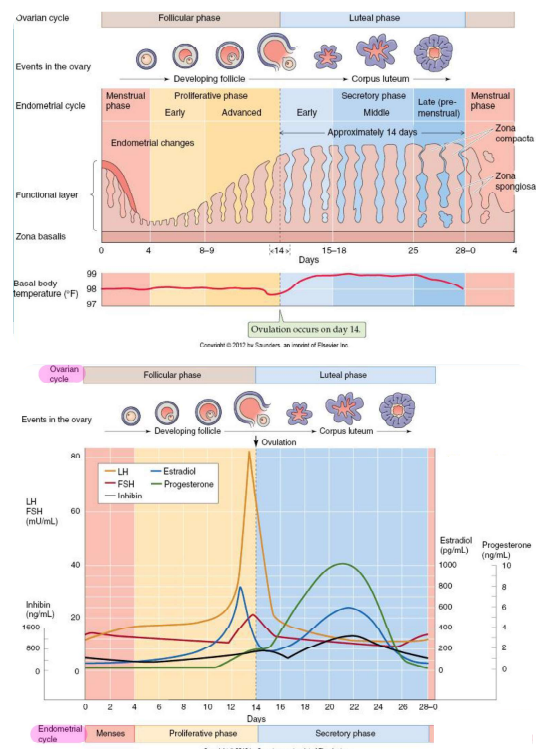 Ovarian cycle
Follicular phase
Luteal phase
Events in the ovary
Developing follicle
Corpus luteum
Endometrial cycle
Menstrual phase
Proliferative phase
Early
Advanced
Secretory phase
Early
Middle
Late (pre-menstrual)
Menstrual phase
Approximately 14 days
Zona compacta
Endometrial changes
Zona spongiosa
Functional layer
Zona basalis
0 4 8–9 14 15–18 25 28–0 4
Days
Basal body temperature (°F)
99
98
97
Ovulation occurs on day 14.
Copyright © 2012 by Saunders, an imprint of Elsevier Inc.
Ovarian cycle
Follicular phase
Luteal phase
Events in the ovary
Developing follicle
Corpus luteum
Ovulation
80
LH
FSH
Inhibin
Estradiol
Progesterone
LH
FSH
(mU/mL)
60
40
20
0
Inhibin
(ng/mL)
1600
800
0
Estradiol
(pg/mL)
1000
800
600
400
200
0
Progesterone
(ng/mL)
10
8
6
4
2
0
0 2 4 6 8 10 12 14 16 18 20 22 24 26 28–0
Days
Endometrial cycle
Menses
Proliferative phase
Secretory phase